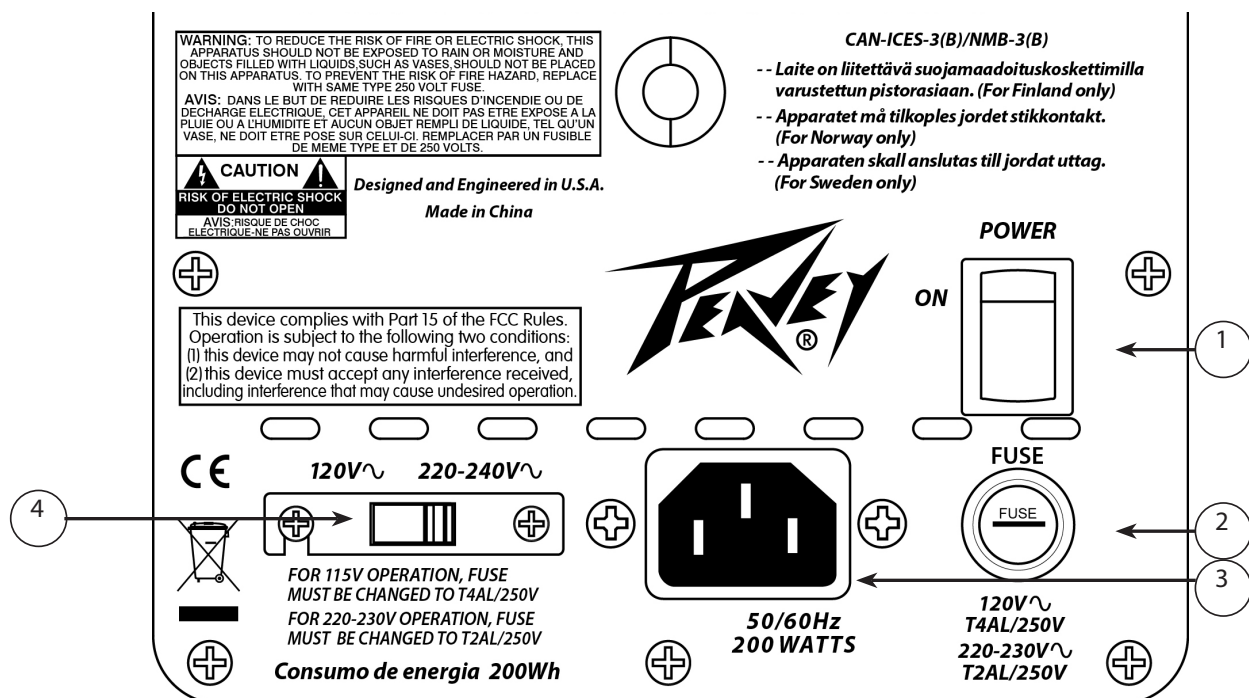 WARNING: TO REDUCE THE RISK OF FIRE OR ELECTRIC SHOCK, THIS
APPARATUS SHOULD NOT BE EXPOSED TO RAIN OR MOISTURE AND
OBJECTS FILLED WITH LIQUIDS,SUCH AS VASES,SHOULD NOT BE PLACED
ON THIS APPARATUS. TO PREVENT THE RISK OF FIRE HAZARD, REPLACE
WITH SAME TYPE 250 VOLT FUSE.
AVIS: DANS LE BUT DE REDUIRE LES RISQUES D'INCENDIE OU DE
DECHARGE ELECTRIQUE, CET APPAREIL NE DOIT PAS ETRE EXPOSE A LA
PLUIE OU A L'HUMIDITE ET AUCUN OBJET REMPLI DE LIQUIDE, TEL QU'UN
VASE, NE DOIT ETRE POSE SUR CELUI-CI. REMPLACER PAR UN FUSIBLE
DE MEME TYPE ET DE 250 VOLTS.
CAUTION
RISK OF ELECTRIC SHOCK
DO NOT OPEN
AVIS:RISQUE DE CHOC
ELECTRIQUE-NE PAS OUVRIR
Designed and Engineered in U.S.A.
Made in China
CAN-ICES-3(B)/NMB-3(B)
- - Laite on liitettävä suojamaadoituskoskettimilla
varustettun pistorasiaan. (For Finland only)
- - Apparatet må tilkoples jordet stikkontakt.
(For Norway only)
- - Apparaten skall anslutas till jordat uttag.
(For Sweden only)
PEAVEY
®
POWER
ON
1
This device complies with Part 15 of the FCC Rules.
Operation is subject to the following two conditions:
(1) this device may not cause harmful interference, and
(2) this device must accept any interference received,
including interference that may cause undesired operation.
CE
120V∿ 220-240V∿
4
FOR 115V OPERATION, FUSE
MUST BE CHANGED TO T4AL/250V
FOR 220-230V OPERATION, FUSE
MUST BE CHANGED TO T2AL/250V
Consumo de energia 200Wh
50/60Hz
200 WATTS
FUSE
FUSE
2
3
120V∿
T4AL/250V
220-230V∿
T2AL/250V